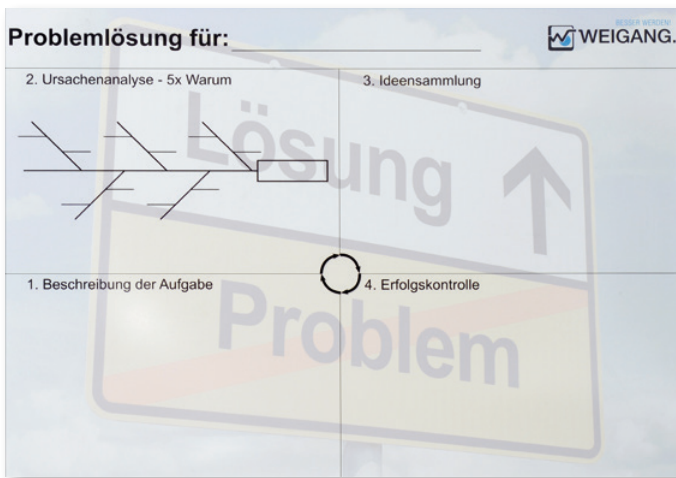 BESSER WERDEN!
Problemlösung für:
WEIGANG.
2. Ursachenanalyse - 5x Warum
3. Ideensammlung
Lösung
1. Beschreibung der Aufgabe
4. Erfolgskontrolle
Problem